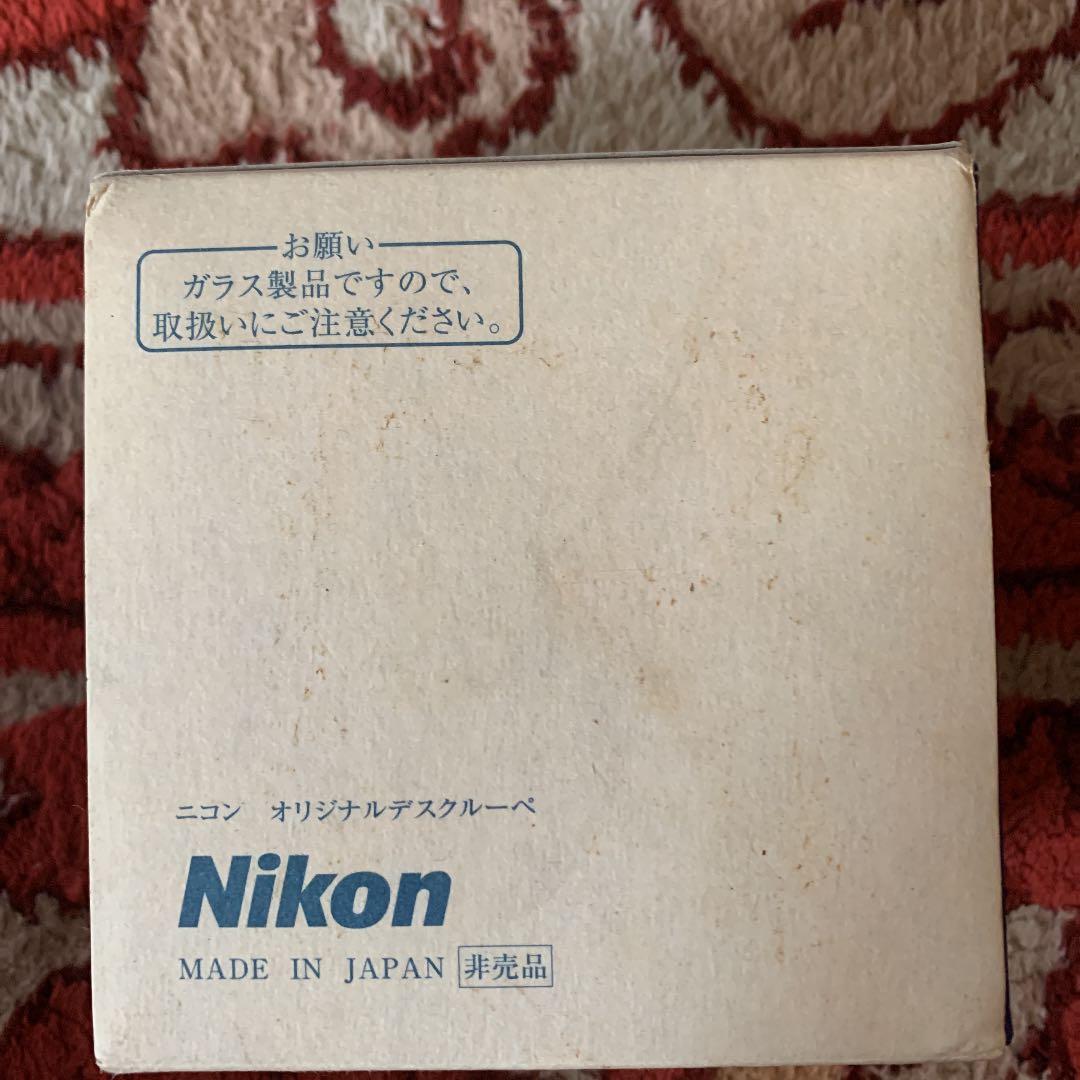 お願い
ガラス製品ですので、
取扱いにご注意ください。
ニコン オリジナルデスクルーペ
Nikon
MADE IN JAPAN 非売品